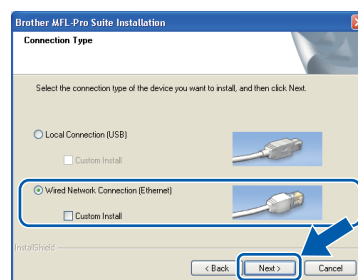 Brother MFL-Pro Suite Installation
Connection Type
Select the connection type of the device you want to install, and then click Next.
Local Connection (USB)
Custom Install
Wired Network Connection (Ethernet)
Custom Install
InstallShield
< Back Next > Cancel